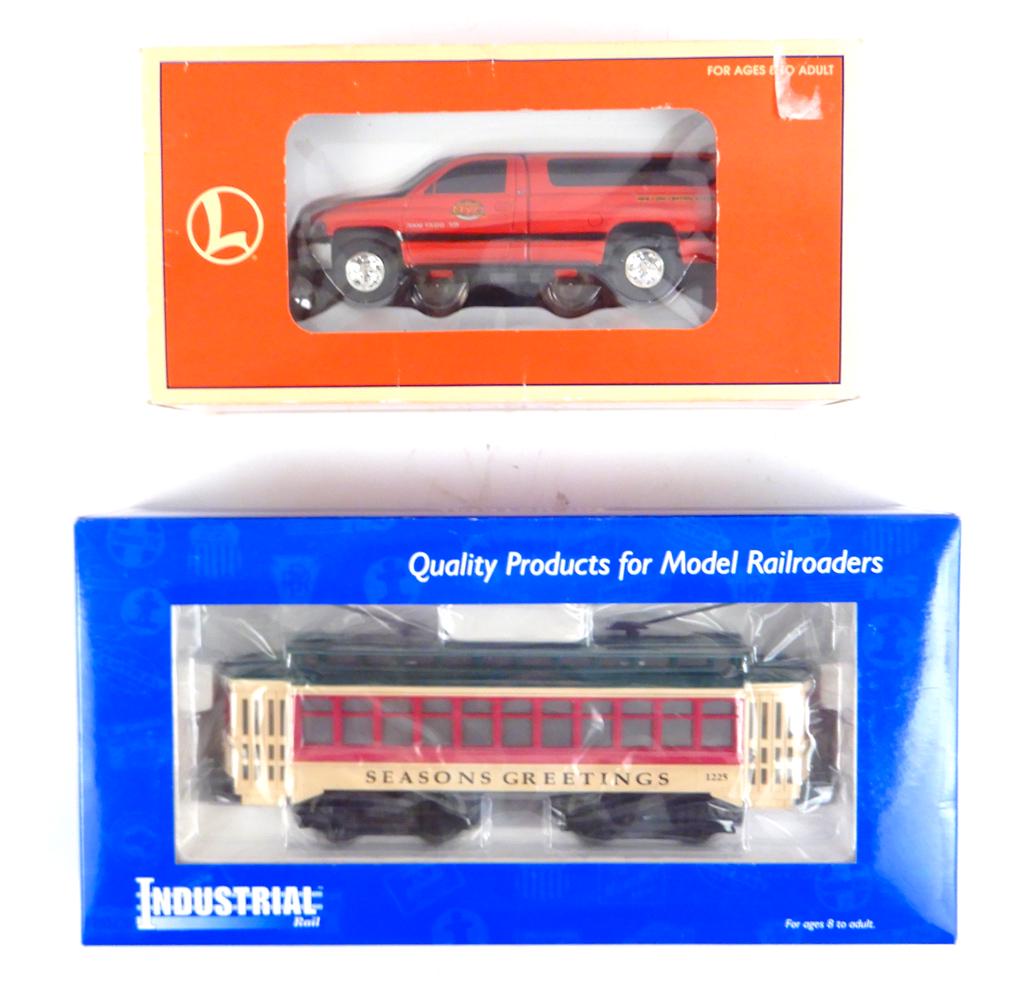 FOR AGES 8 TO ADULT
L
Quality Products for Model Railroaders
SEASONS GREETINGS 1225
INDUSTRIAL
Rail
For ages 8 to adult.